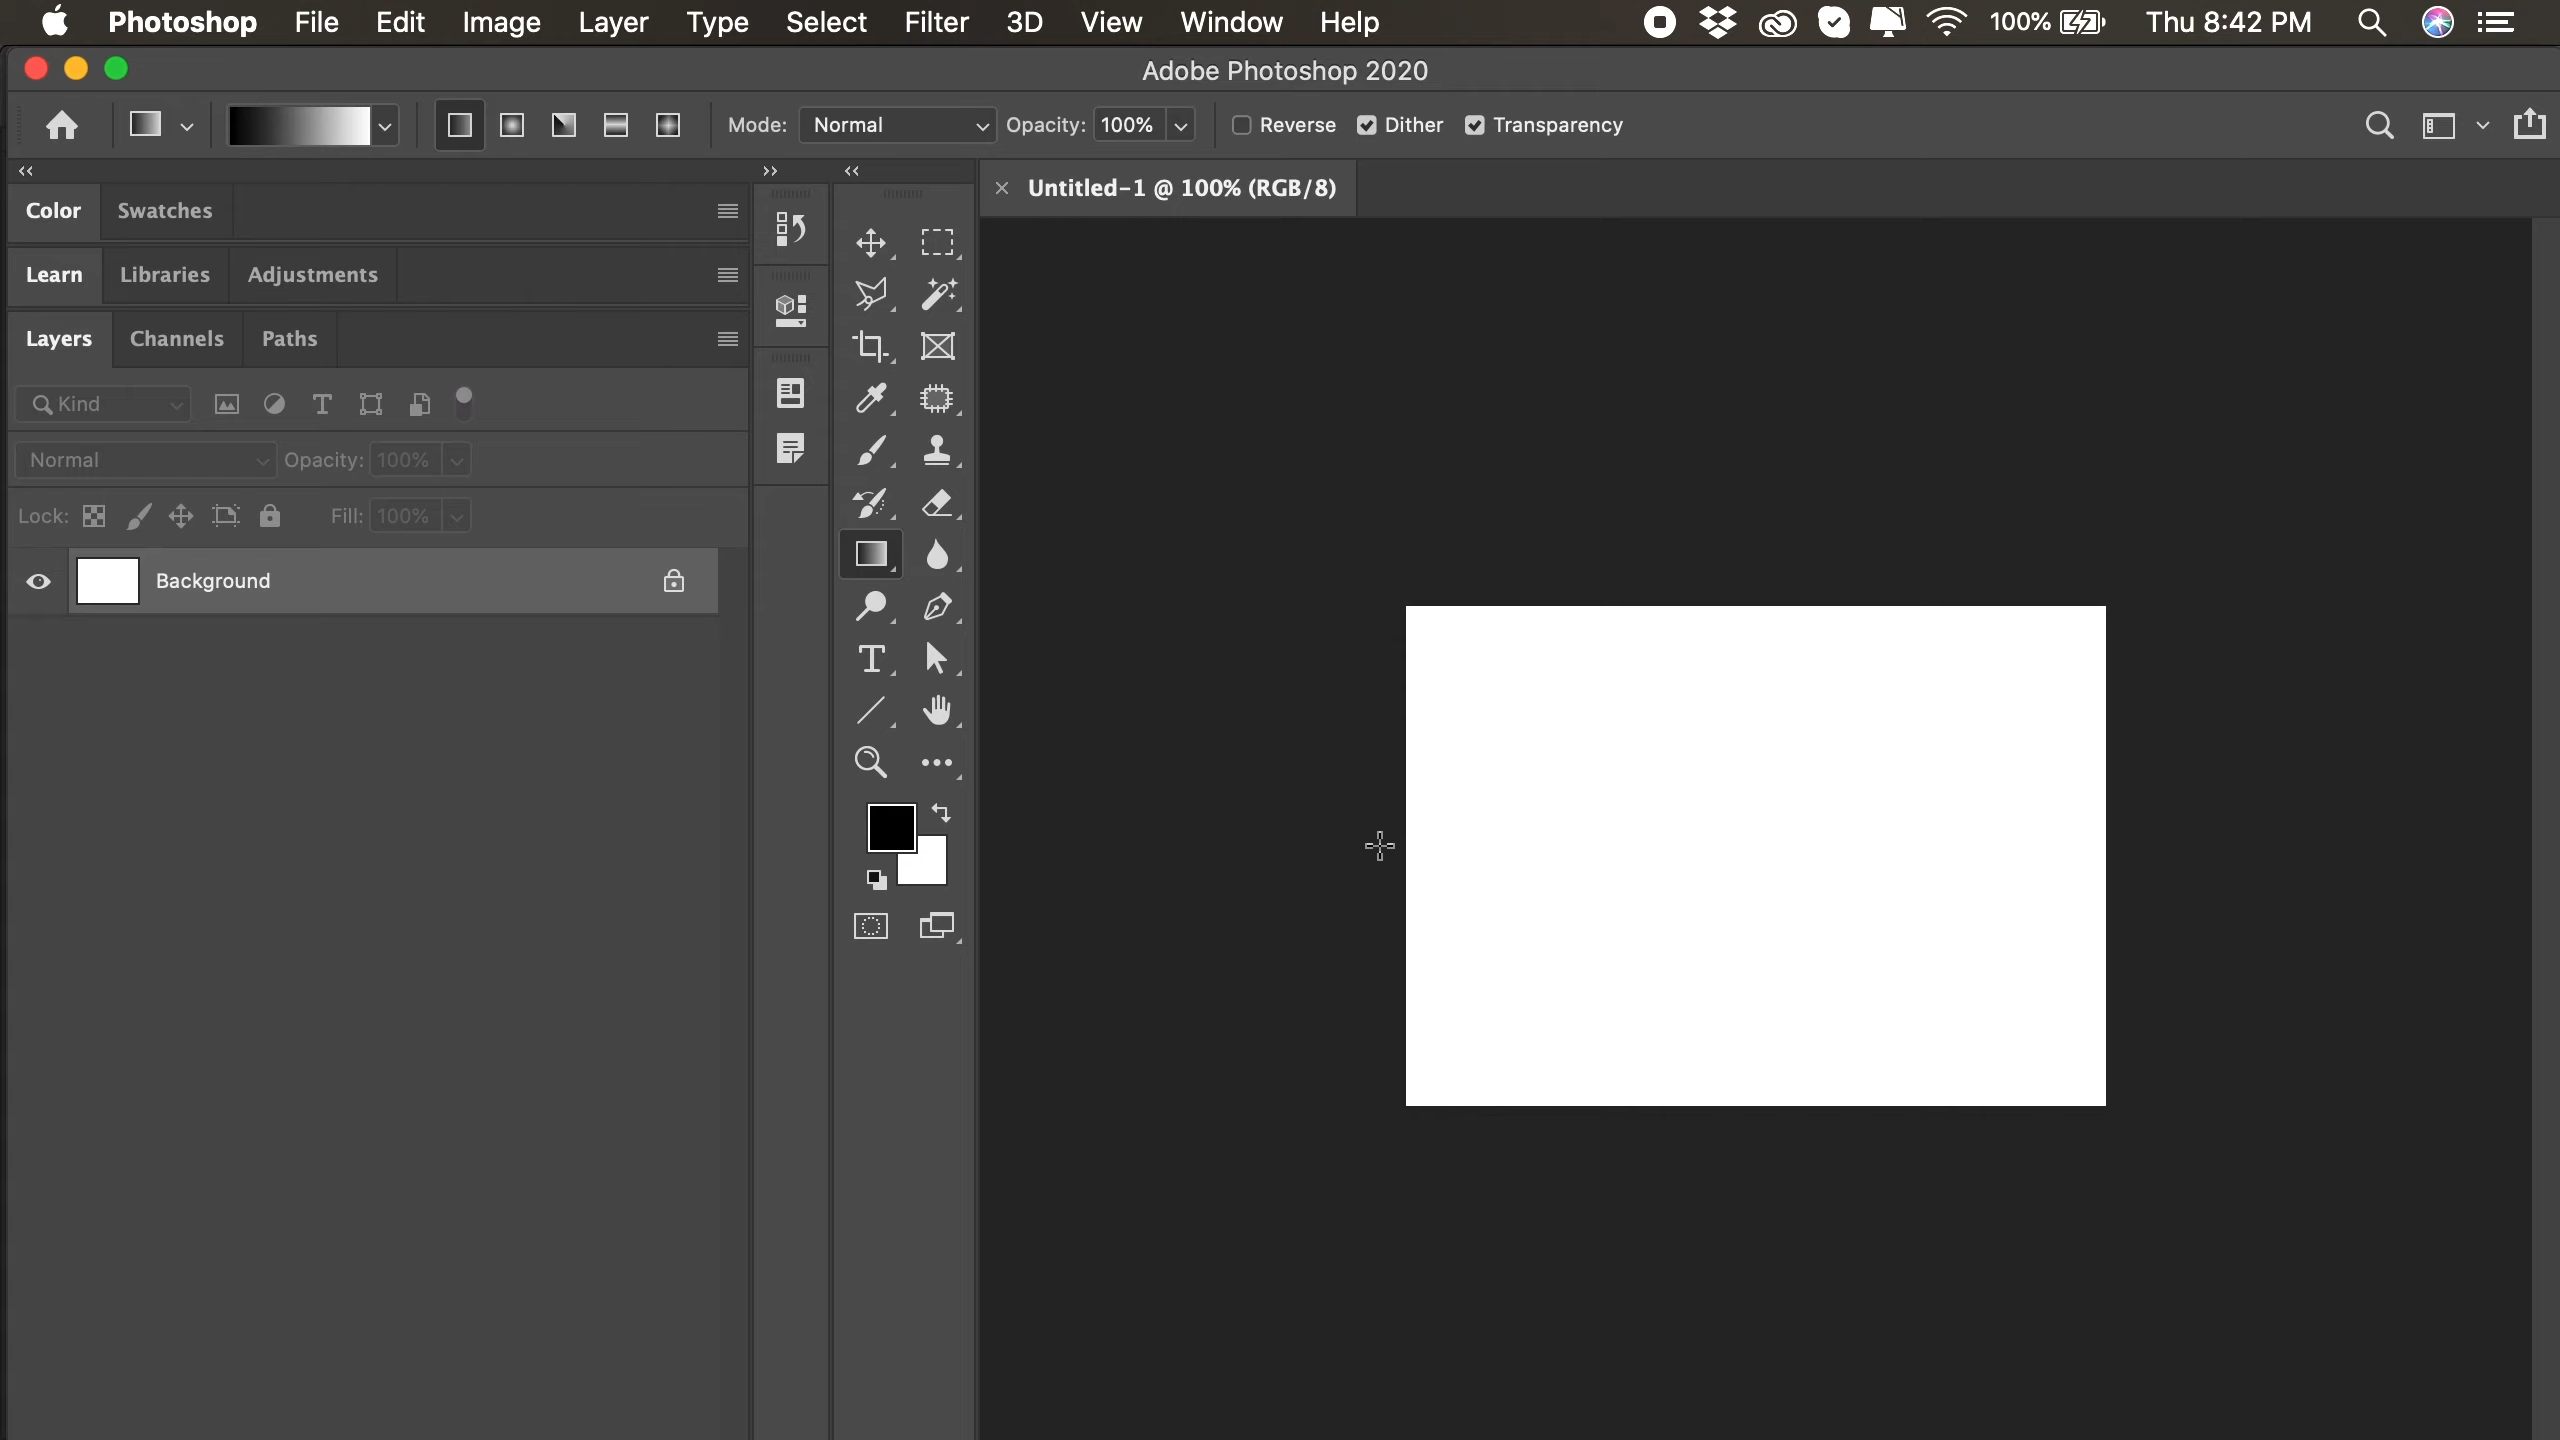 Photoshop File Edit Image Layer Type Select Filter 3D View Window Help 100% Thu 8:42 PM
Adobe Photoshop 2020
Mode: Normal Opacity: 100% Reverse Dither Transparency
Untitled-1 @ 100% (RGB/8)
Color Swatches
Learn Libraries Adjustments
Layers Channels Paths
Kind
Normal Opacity: 100%
Lock: Fill: 100%
Background